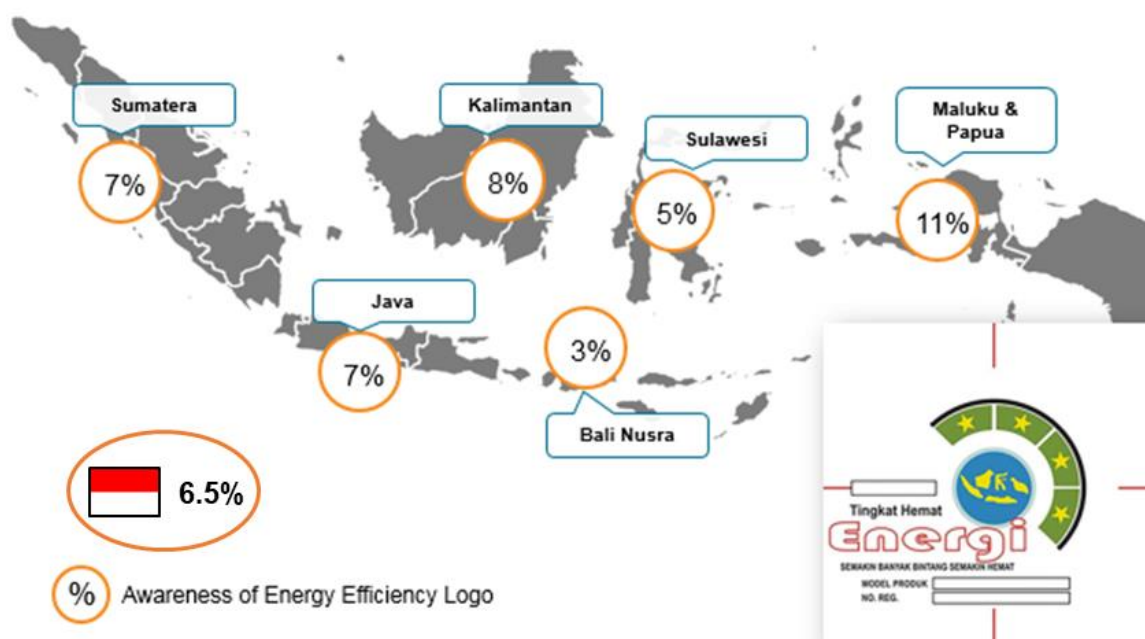 Sumatera
7%
Kalimantan
8%
Sulawesi
5%
Maluku &
Papua
11%
Java
7%
3%
Bali Nusra
6.5%
% Awareness of Energy Efficiency Logo
Tingkat Hemat
Energi
SEMAKIN BANYAK BINTANG SEMAKIN HEMAT
MODEL PRODUK
NO. REG.